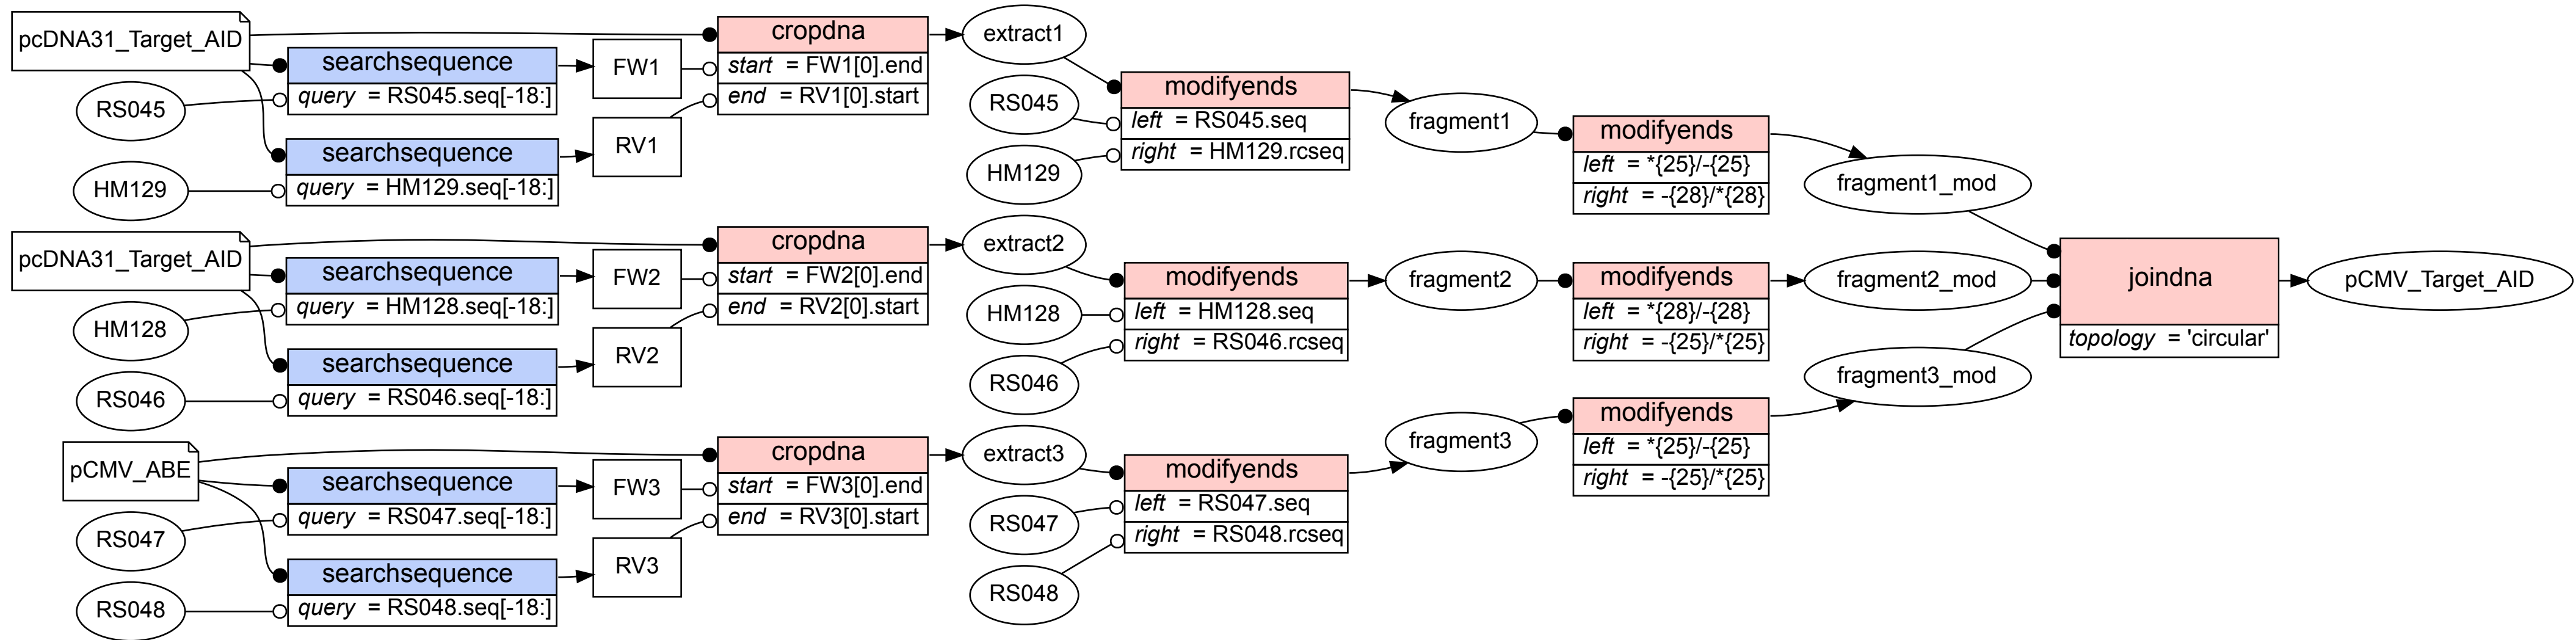 pcDNA31_Target_AID
RS045
HM129
searchsequence
query = RS045.seq[-18:]
searchsequence
query = HM129.seq[-18:]
FW1
RV1
cropdna
start = FW1[0].end
end = RV1[0].start
extract1
RS045
HM129
modifyends
left = RS045.seq
right = HM129.rcseq
fragment1
modifyends
left = *{25}/-{25}
right = -{28}/*{28}
fragment1_mod
pcDNA31_Target_AID
HM128
RS046
searchsequence
query = HM128.seq[-18:]
searchsequence
query = RS046.seq[-18:]
FW2
RV2
cropdna
start = FW2[0].end
end = RV2[0].start
extract2
HM128
RS046
modifyends
left = HM128.seq
right = RS046.rcseq
fragment2
modifyends
left = *{28}/-{28}
right = -{25}/*{25}
fragment2_mod
pCMV_ABE
RS047
RS048
searchsequence
query = RS047.seq[-18:]
searchsequence
query = RS048.seq[-18:]
FW3
RV3
cropdna
start = FW3[0].end
end = RV3[0].start
extract3
RS047
RS048
modifyends
left = RS047.seq
right = RS048.rcseq
fragment3
modifyends
left = *{25}/-{25}
right = -{25}/*{25}
fragment3_mod
joindna
topology = 'circular'
pCMV_Target_AID